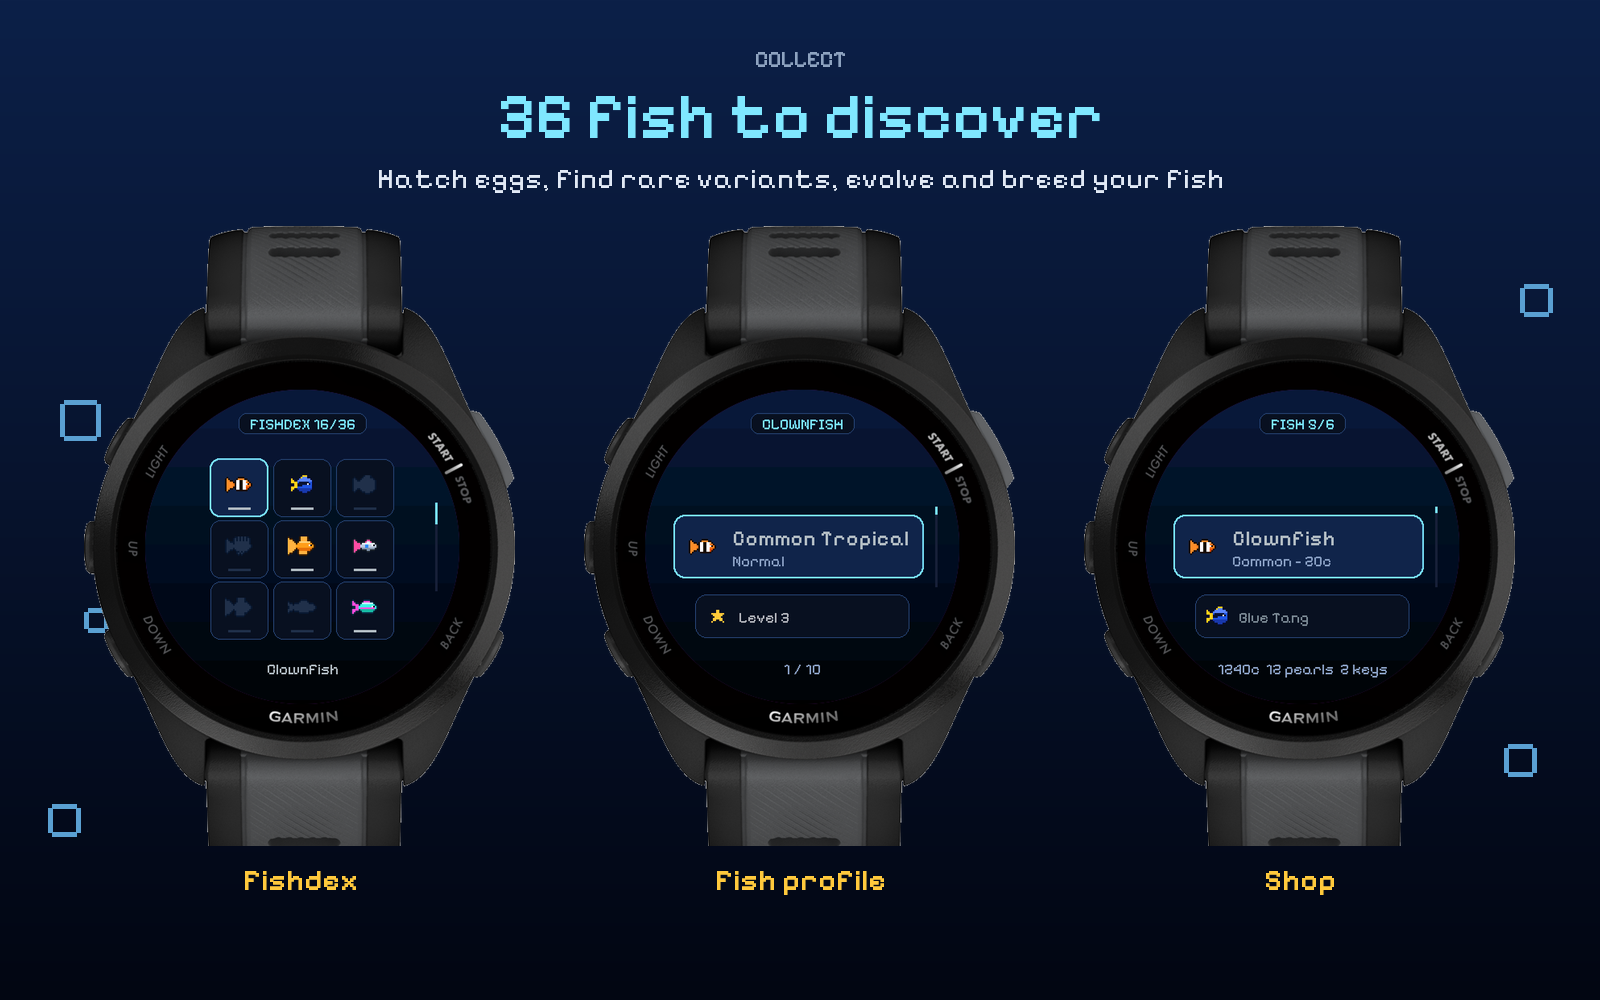 COLLECT
36 fish to discover
Hatch eggs, find rare variants, evolve and breed your fish
FISHDEX 16/36
START
STOP
LIGHT
UP
DOWN
BACK
Clownfish
GARMIN
CLOWNFISH
START
STOP
LIGHT
UP
DOWN
BACK
Common Tropical
Normal
Level 3
1 / 10
GARMIN
FISH 2/6
START
STOP
LIGHT
UP
DOWN
BACK
Clownfish
Common - 20c
Blue Tang
1240c 12 pearls 2 keys
GARMIN
Fishdex
Fish profile
Shop